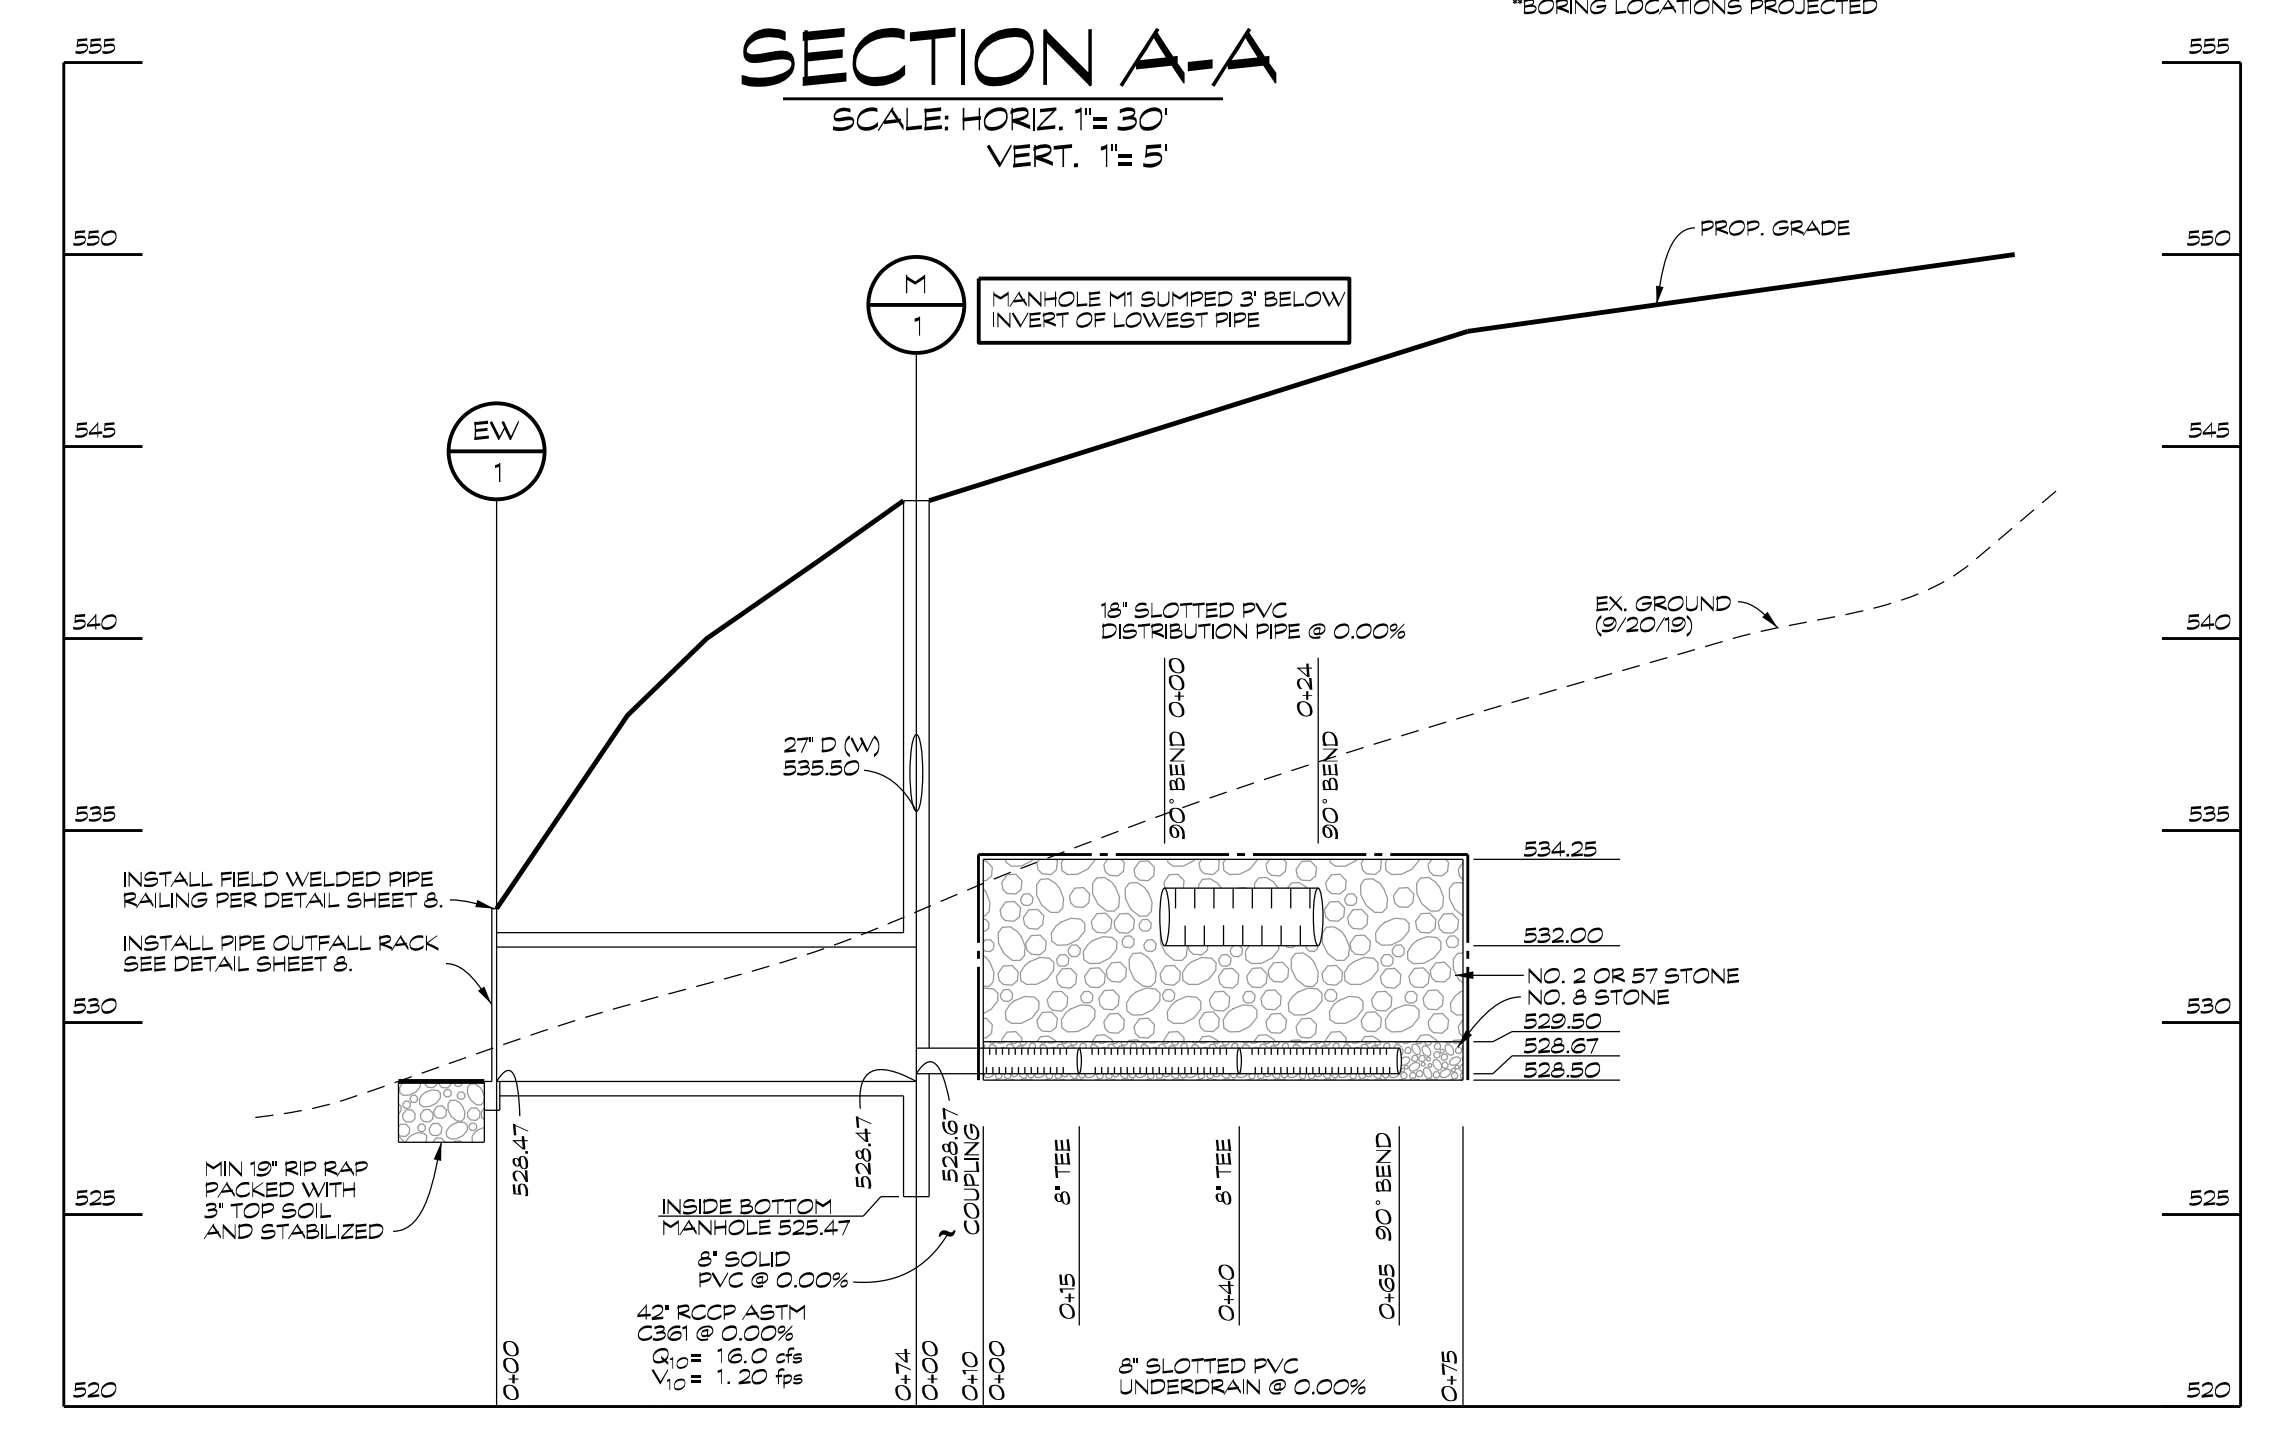 **BORING LOCATIONS PROJECTED
SECTION A-A
SCALE: HORIZ. 1"= 30'
VERT. 1"= 5'
555
555
550
550
545
545
540
540
535
535
530
530
525
525
520
520
PROP. GRADE
M
1
MANHOLE M1 SUMPED 3' BELOW
INVERT OF LOWEST PIPE
EW
1
18" SLOTTED PVC
DISTRIBUTION PIPE @ 0.00%
EX. GROUND
(9/20/19)
90° BEND 0+00
90° BEND 0+24
27" D (W)
535.50
INSTALL FIELD WELDED PIPE
RAILING PER DETAIL SHEET 8.
INSTALL PIPE OUTFALL RACK
SEE DETAIL SHEET 8.
534.25
532.00
NO. 2 OR 57 STONE
NO. 8 STONE
529.50
528.67
528.50
528.47
528.47
528.67
COUPLING
MIN 19" RIP RAP
PACKED WITH
3" TOP SOIL
AND STABILIZED
INSIDE BOTTOM
MANHOLE 525.47
8" SOLID
PVC @ 0.00%
42" RCCP ASTM
C361 @ 0.00%
Q10 = 16.0 cfs
V10 = 1.20 fps
0+15 8" TEE
0+40 8" TEE
0+65 90° BEND
8" SLOTTED PVC
UNDERDRAIN @ 0.00%
0+00
0+74
0+00
0+10
0+00
0+75